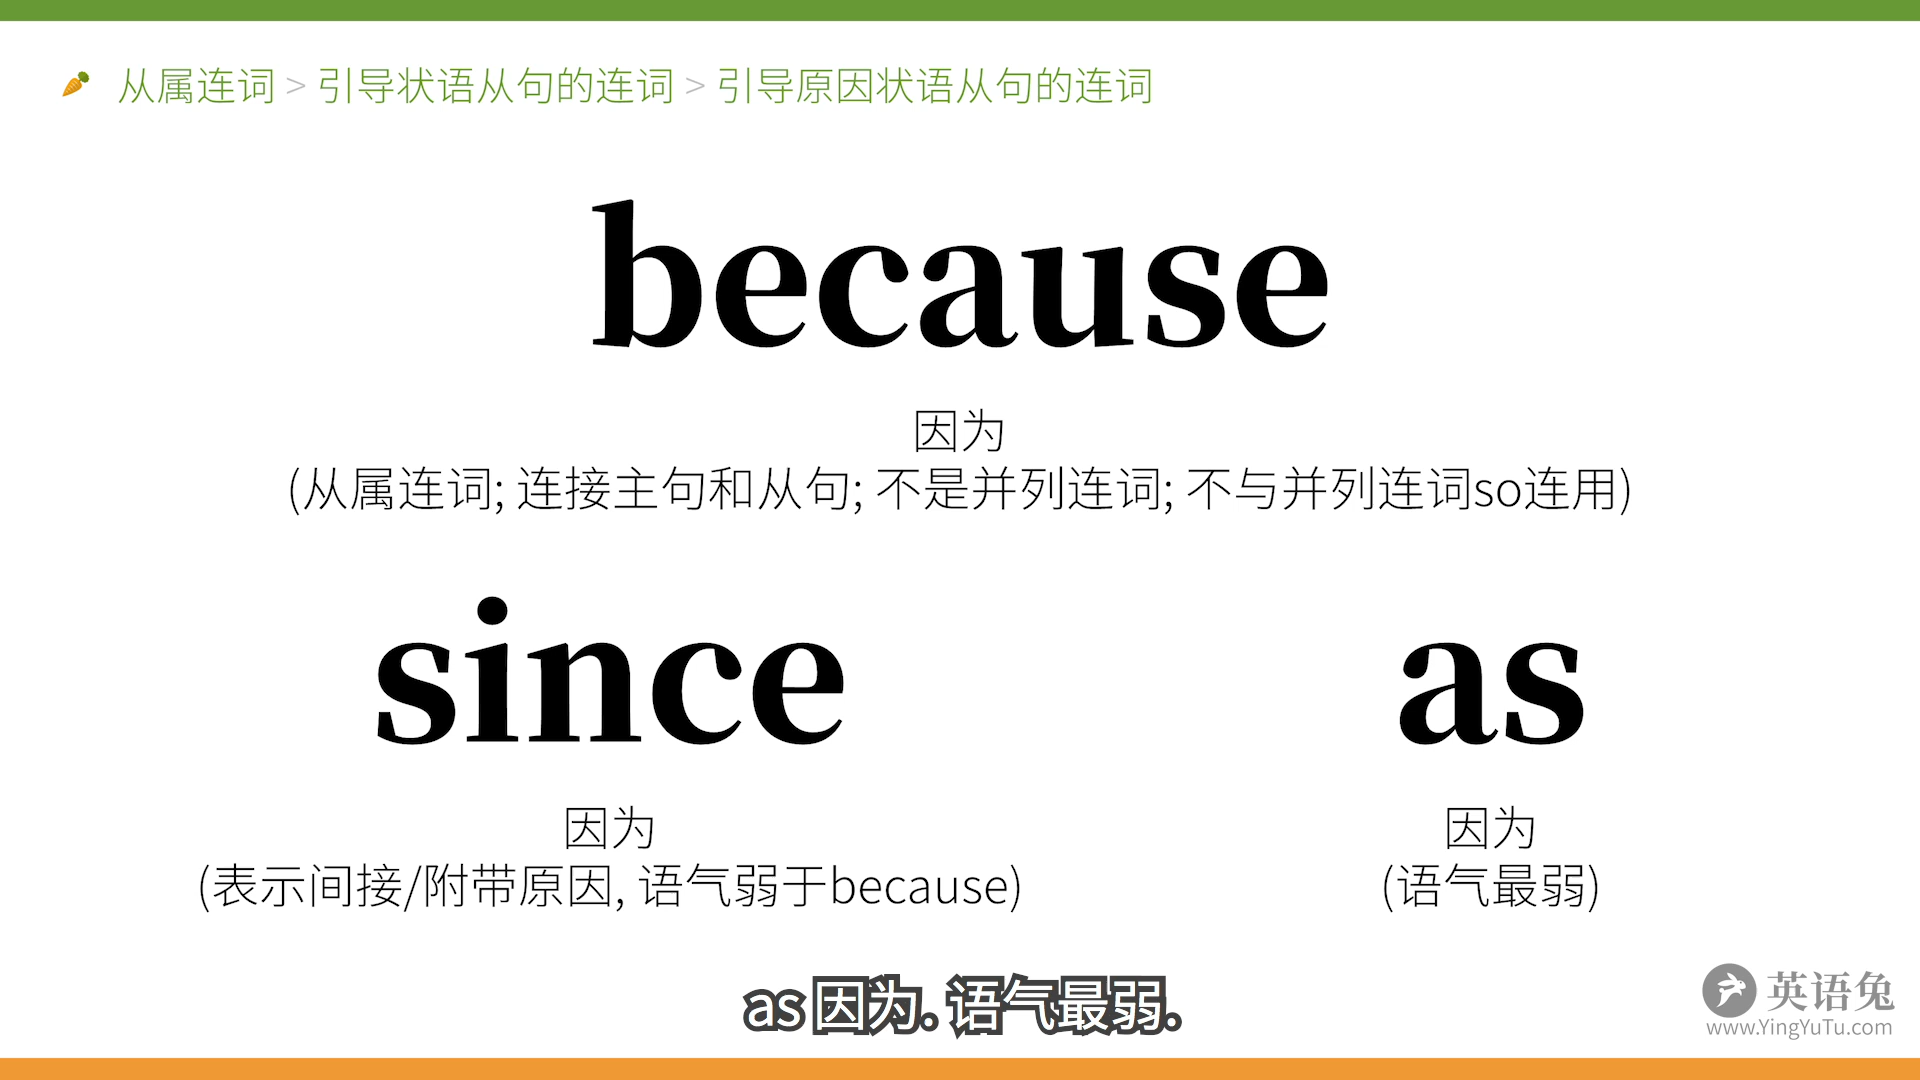 从属连词 > 引导状语从句的连词 > 引导原因状语从句的连词
because
因为
(从属连词; 连接主句和从句; 不是并列连词; 不与并列连词so连用)
since
因为
(表示间接/附带原因, 语气弱于because)
as
因为
(语气最弱)
as 因为. 语气最弱.
英语兔
www.YingYuTu.com